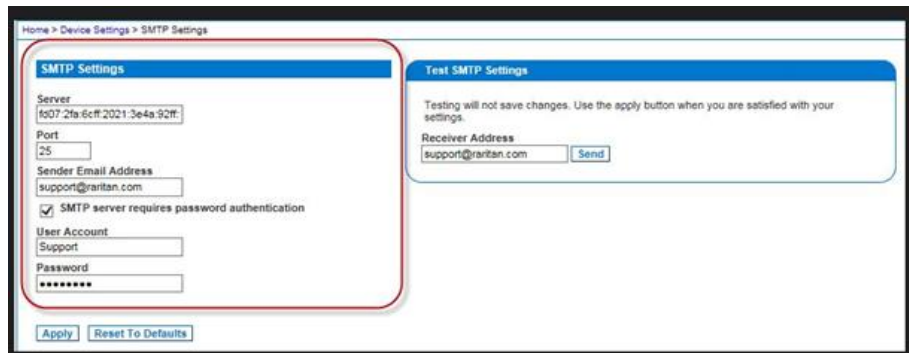 Home > Device Settings > SMTP Settings
SMTP Settings
Server
fd07:2fa:6cff:2021:3e4a:92ff:
Port
25
Sender Email Address
support@raritan.com
SMTP server requires password authentication
User Account
Support
Password
••••••••
Apply
Reset To Defaults
Test SMTP Settings
Testing will not save changes. Use the apply button when you are satisfied with your
settings.
Receiver Address
support@raritan.com
Send